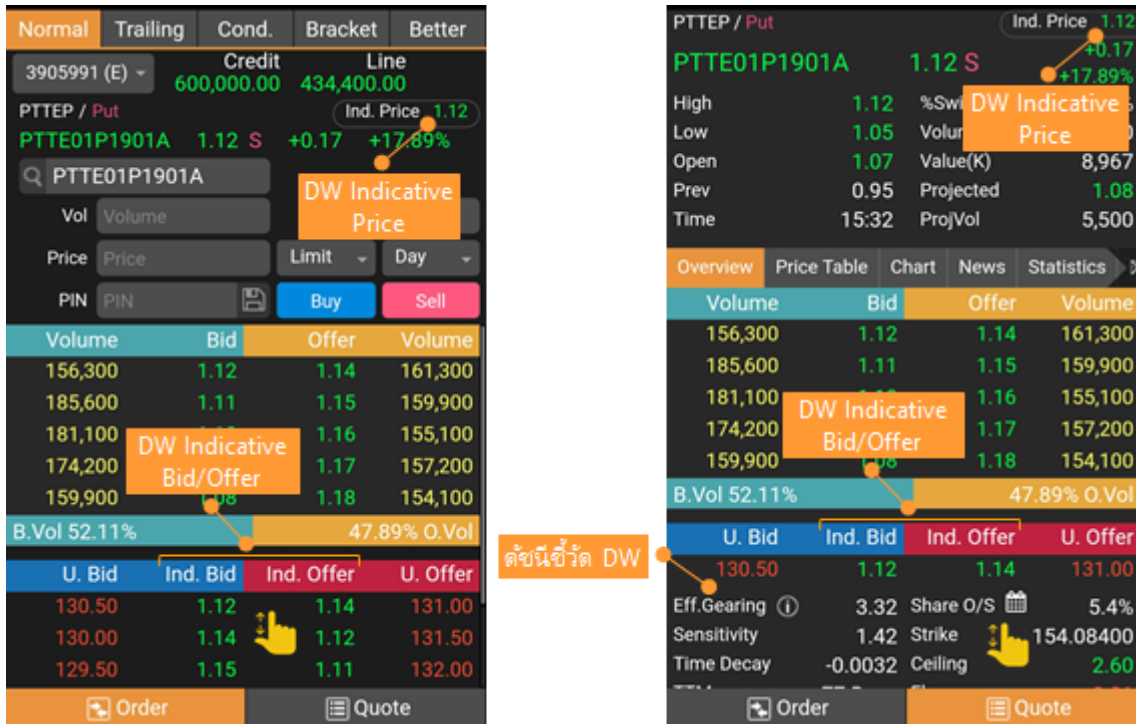 Normal Trailing Cond. Bracket Better
3905991 (E) Credit Line
600,000.00 434,400.00
PTTEP / Put Ind. Price 1.12
PTTE01P1901A 1.12 S +0.17 +17.89%
PTTE01P1901A
DW Indicative
Price
Vol Volume
Price Price Limit Day
PIN PIN Buy Sell
Volume Bid Offer Volume
156,300 1.12 1.14 161,300
185,600 1.11 1.15 159,900
181,100 1.16 155,100
174,200 1.17 157,200
159,900 1.08 1.18 154,100
DW Indicative
Bid/Offer
B.Vol 52.11% 47.89% O.Vol
U. Bid Ind. Bid Ind. Offer U. Offer
130.50 1.12 1.14 131.00
130.00 1.14 1.12 131.50
129.50 1.15 1.11 132.00
Order Quote
PTTEP / Put Ind. Price 1.12
PTTE01P1901A 1.12 S +0.17
+17.89%
High 1.12
Low 1.05
Open 1.07 Value(K) 8,967
Prev 0.95 Projected 1.08
Time 15:32 ProjVol 5,500
DW Indicative
Price
Overview Price Table Chart News Statistics
Volume Bid Offer Volume
156,300 1.12 1.14 161,300
185,600 1.11 1.15 159,900
181,100 1.16 155,100
174,200 1.17 157,200
159,900 1.08 1.18 154,100
DW Indicative
Bid/Offer
B.Vol 52.11% 47.89% O.Vol
U. Bid Ind. Bid Ind. Offer U. Offer
130.50 1.12 1.14 131.00
ดัชนีชี้วัด DW
Eff.Gearing 3.32 Share O/S 5.4%
Sensitivity 1.42 Strike 154.08400
Time Decay -0.0032 Ceiling 2.60
Order Quote